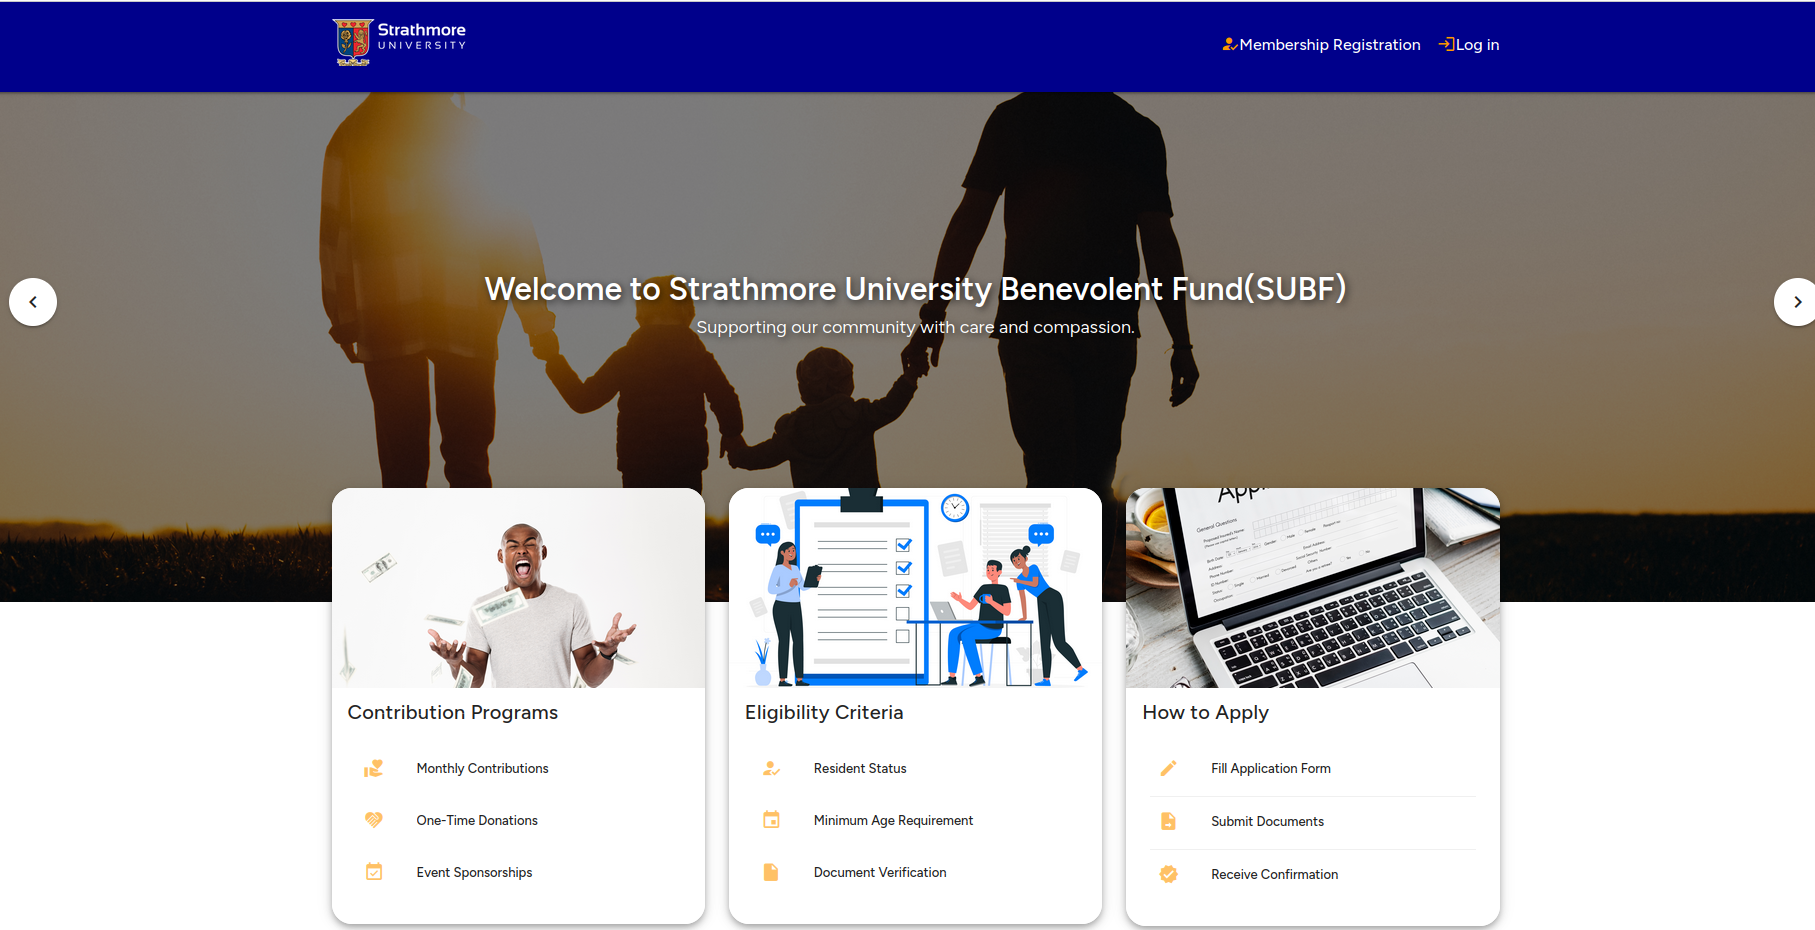 Strathmore
UNIVERSITY
Membership Registration
Log in
Welcome to Strathmore University Benevolent Fund(SUBF)
Supporting our community with care and compassion.
Contribution Programs
Monthly Contributions
One-Time Donations
Event Sponsorships
Eligibility Criteria
Resident Status
Minimum Age Requirement
Document Verification
General Questions
How to Apply
Fill Application Form
Submit Documents
Receive Confirmation